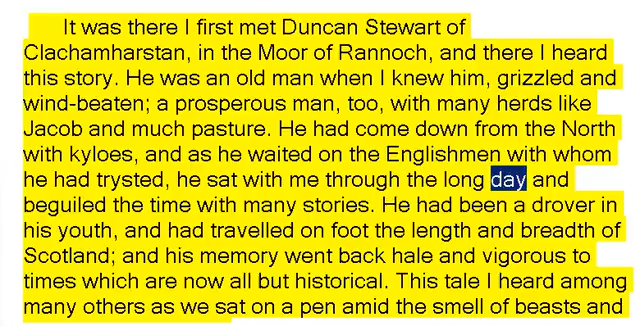 It was there I first met Duncan Stewart of
Clachamharstan, in the Moor of Rannoch, and there I heard
this story. He was an old man when I knew him, grizzled and
wind-beaten; a prosperous man, too, with many herds like
Jacob and much pasture. He had come down from the North
with kyloes, and as he waited on the Englishmen with whom
he had trysted, he sat with me through the long day and
beguiled the time with many stories. He had been a drover in
his youth, and had travelled on foot the length and breadth of
Scotland; and his memory went back hale and vigorous to
times which are now all but historical. This tale I heard among
many others as we sat on a pen amid the smell of beasts and